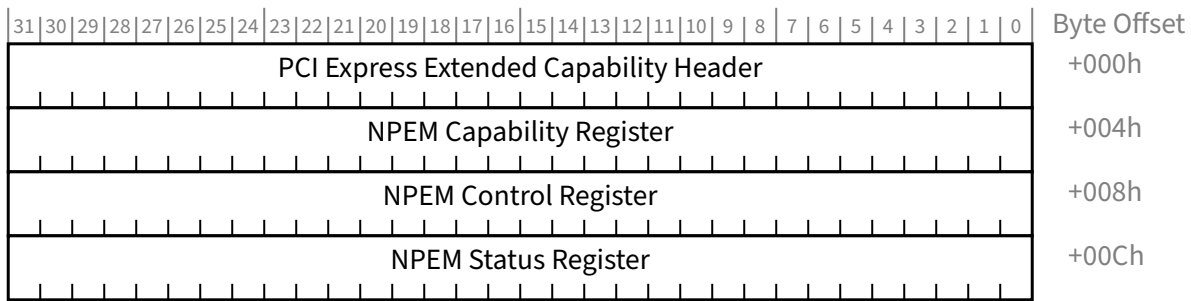 31 30 29 28 27 26 25 24 23 22 21 20 19 18 17 16 15 14 13 12 11 10 9 8 7 6 5 4 3 2 1 0 Byte Offset
PCI Express Extended Capability Header +000h
NPEM Capability Register +004h
NPEM Control Register +008h
NPEM Status Register +00Ch